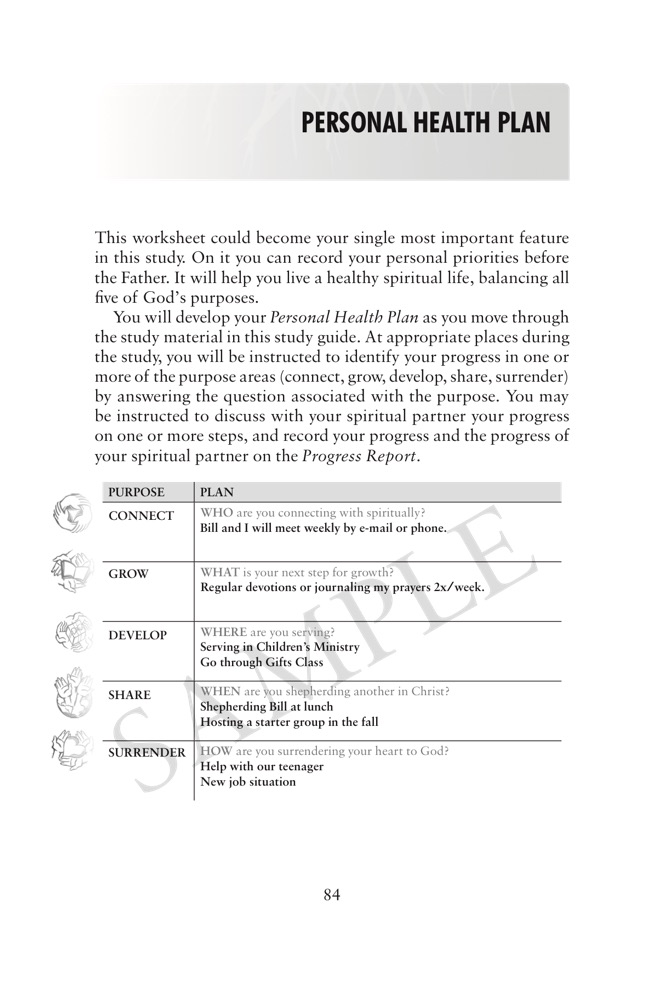 PERSONAL HEALTH PLAN
This worksheet could become your single most important feature
in this study. On it you can record your personal priorities before
the Father. It will help you live a healthy spiritual life, balancing all
five of God’s purposes.
You will develop your Personal Health Plan as you move through
the study material in this study guide. At appropriate places during
the study, you will be instructed to identify your progress in one or
more of the purpose areas (connect, grow, develop, share, surrender)
by answering the question associated with the purpose. You may
be instructed to discuss with your spiritual partner your progress
on one or more steps, and record your progress and the progress of
your spiritual partner on the Progress Report.
PURPOSE PLAN
CONNECT WHO are you connecting with spiritually?
Bill and I will meet weekly by e-mail or phone.
GROW WHAT is your next step for growth?
Regular devotions or journaling my prayers 2x/week.
DEVELOP WHERE are you serving?
Serving in Children’s Ministry
Go through Gifts Class
SHARE WHEN are you shepherding another in Christ?
Shepherding Bill at lunch
Hosting a starter group in the fall
SURRENDER HOW are you surrendering your heart to God?
Help with our teenager
New job situation
SAMPLE
84